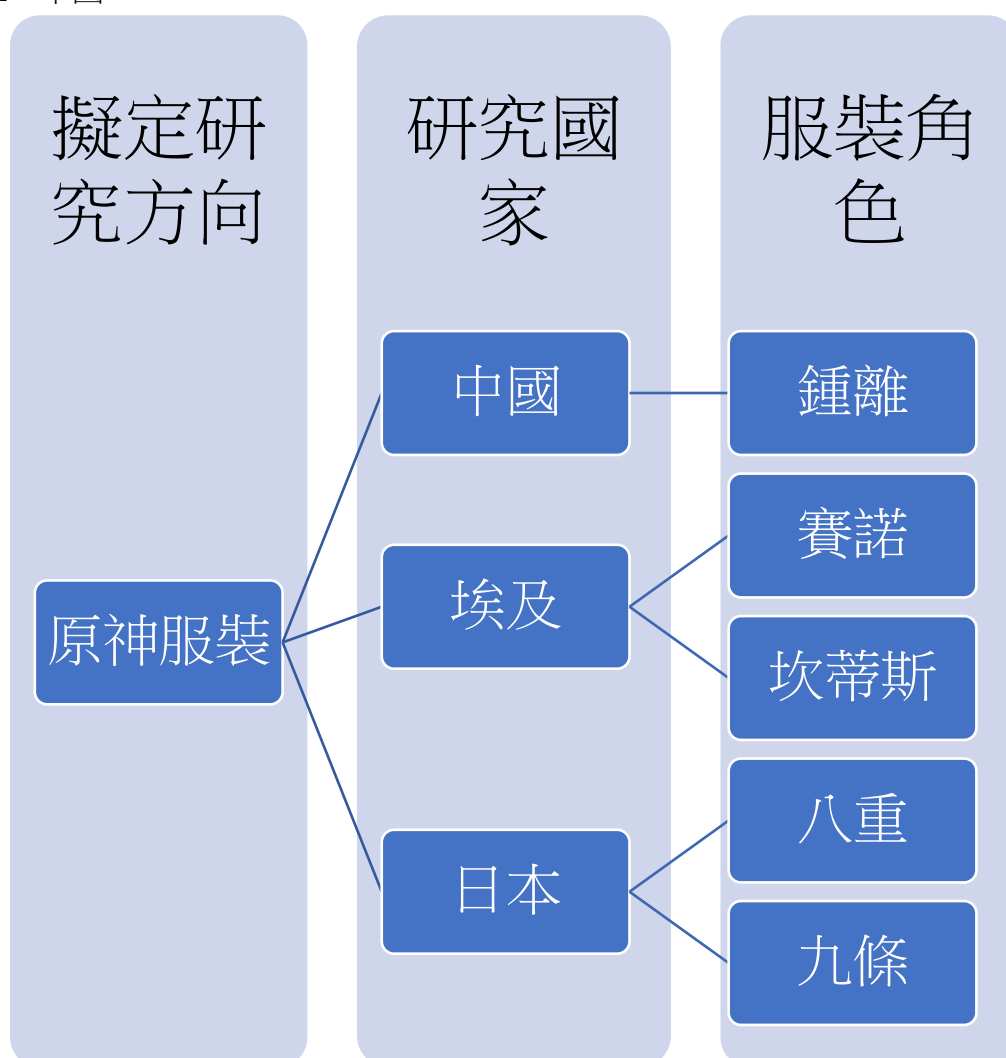 擬定研
究方向
研究國
家
服裝角
色
原神服裝
中國
埃及
日本
鍾離
賽諾
坎蒂斯
八重
九條